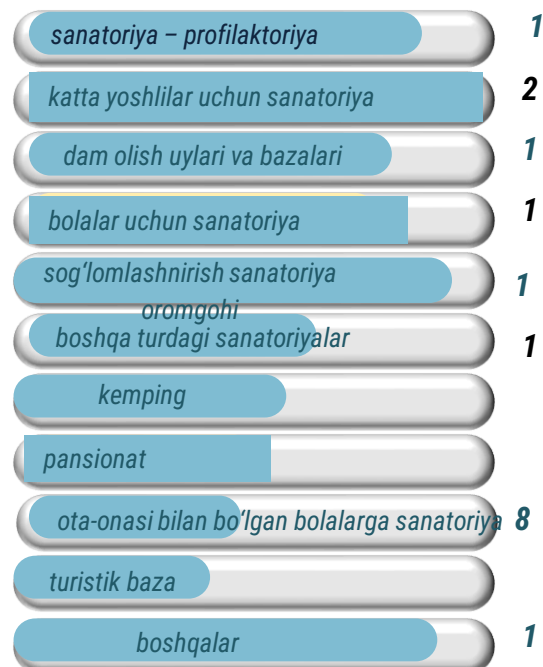 sanatoriya – profilaktoriya 1
katta yoshlilar uchun sanatoriya 2
dam olish uylari va bazalari 1
bolalar uchun sanatoriya 1
sog‘lomlashnirish sanatoriya 1
oromgohi
boshqa turdagi sanatoriyalar 1
kemping
pansionat
ota-onasi bilan bo‘lgan bolalarga sanatoriya 8
turistik baza
boshqalar 1